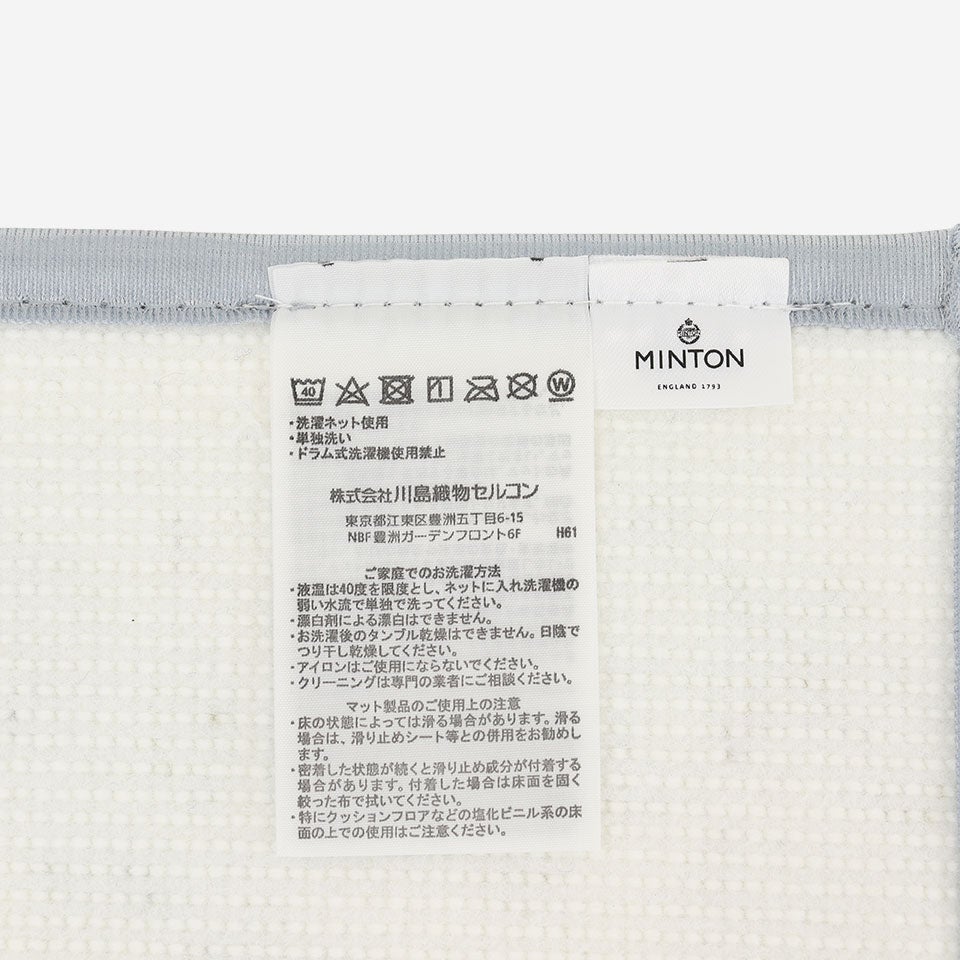 40
W
・洗濯ネット使用
・単独洗い
・ドラム式洗濯機使用禁止
株式会社川島織物セルコン
東京都江東区豊洲五丁目6-15
NBF豊洲ガーデンフロント6F H61
ご家庭でのお洗濯方法
・液温は40度を限度とし、ネットに入れ洗濯機の
弱い水流で単独で洗ってください。
・漂白剤による漂白はできません。
・お洗濯後のタンブル乾燥はできません。日陰で
つり干し乾燥してください。
・アイロンはご使用にならないでください。
・クリーニングは専門の業者にご相談ください。
マット製品のご使用上の注意
・床の状態によっては滑る場合があります。滑る
場合は、滑り止めシート等との併用をお勧めし
ます。
・密着した状態が続くと滑り止め成分が付着する
場合があります。付着した場合は床面を固く
絞った布で拭いてください。
・特にクッションフロアなどの塩化ビニル系の床
面の上での使用はご注意ください。
MINTON
ENGLAND 1793